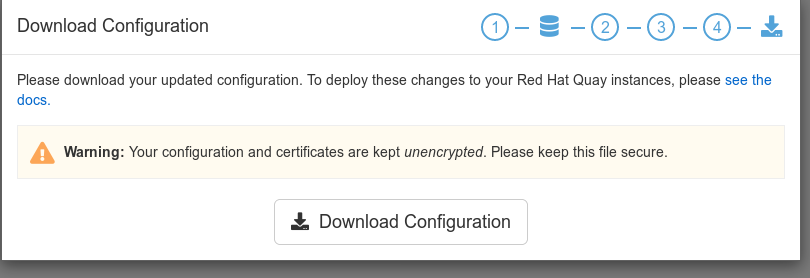 Download Configuration
1 2 3 4
Please download your updated configuration. To deploy these changes to your Red Hat Quay instances, please see the
docs.
Warning: Your configuration and certificates are kept unencrypted. Please keep this file secure.
Download Configuration